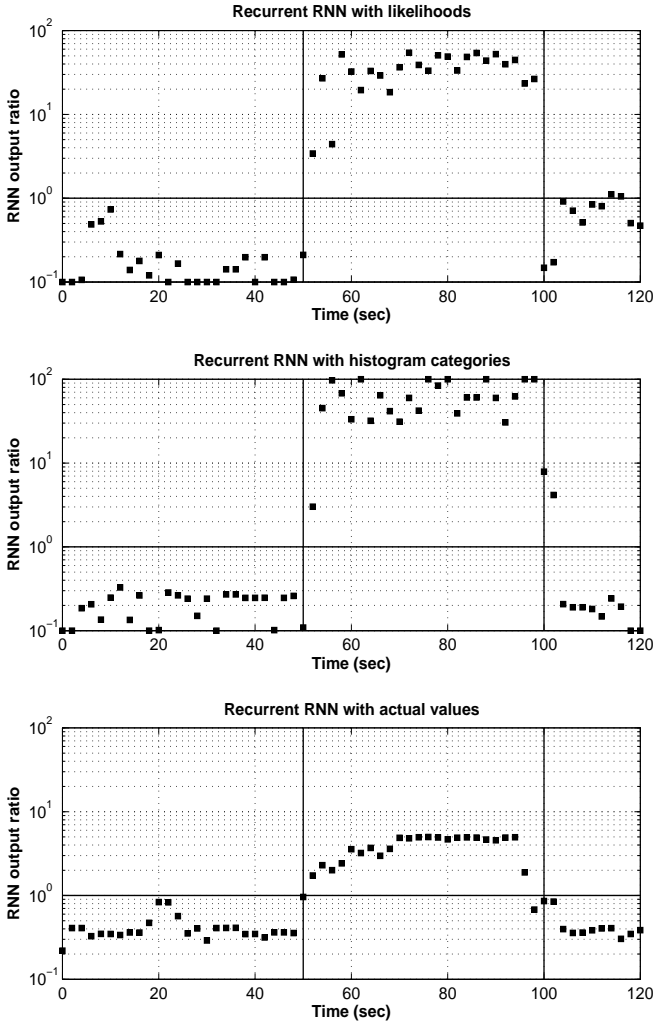 Recurrent RNN with likelihoods
10^2
10^1
10^0
10^-1
RNN output ratio
0 20 40 60 80 100 120
Time (sec)
Recurrent RNN with histogram categories
10^2
10^1
10^0
10^-1
RNN output ratio
0 20 40 60 80 100 120
Time (sec)
Recurrent RNN with actual values
10^2
10^1
10^0
10^-1
RNN output ratio
0 20 40 60 80 100 120
Time (sec)